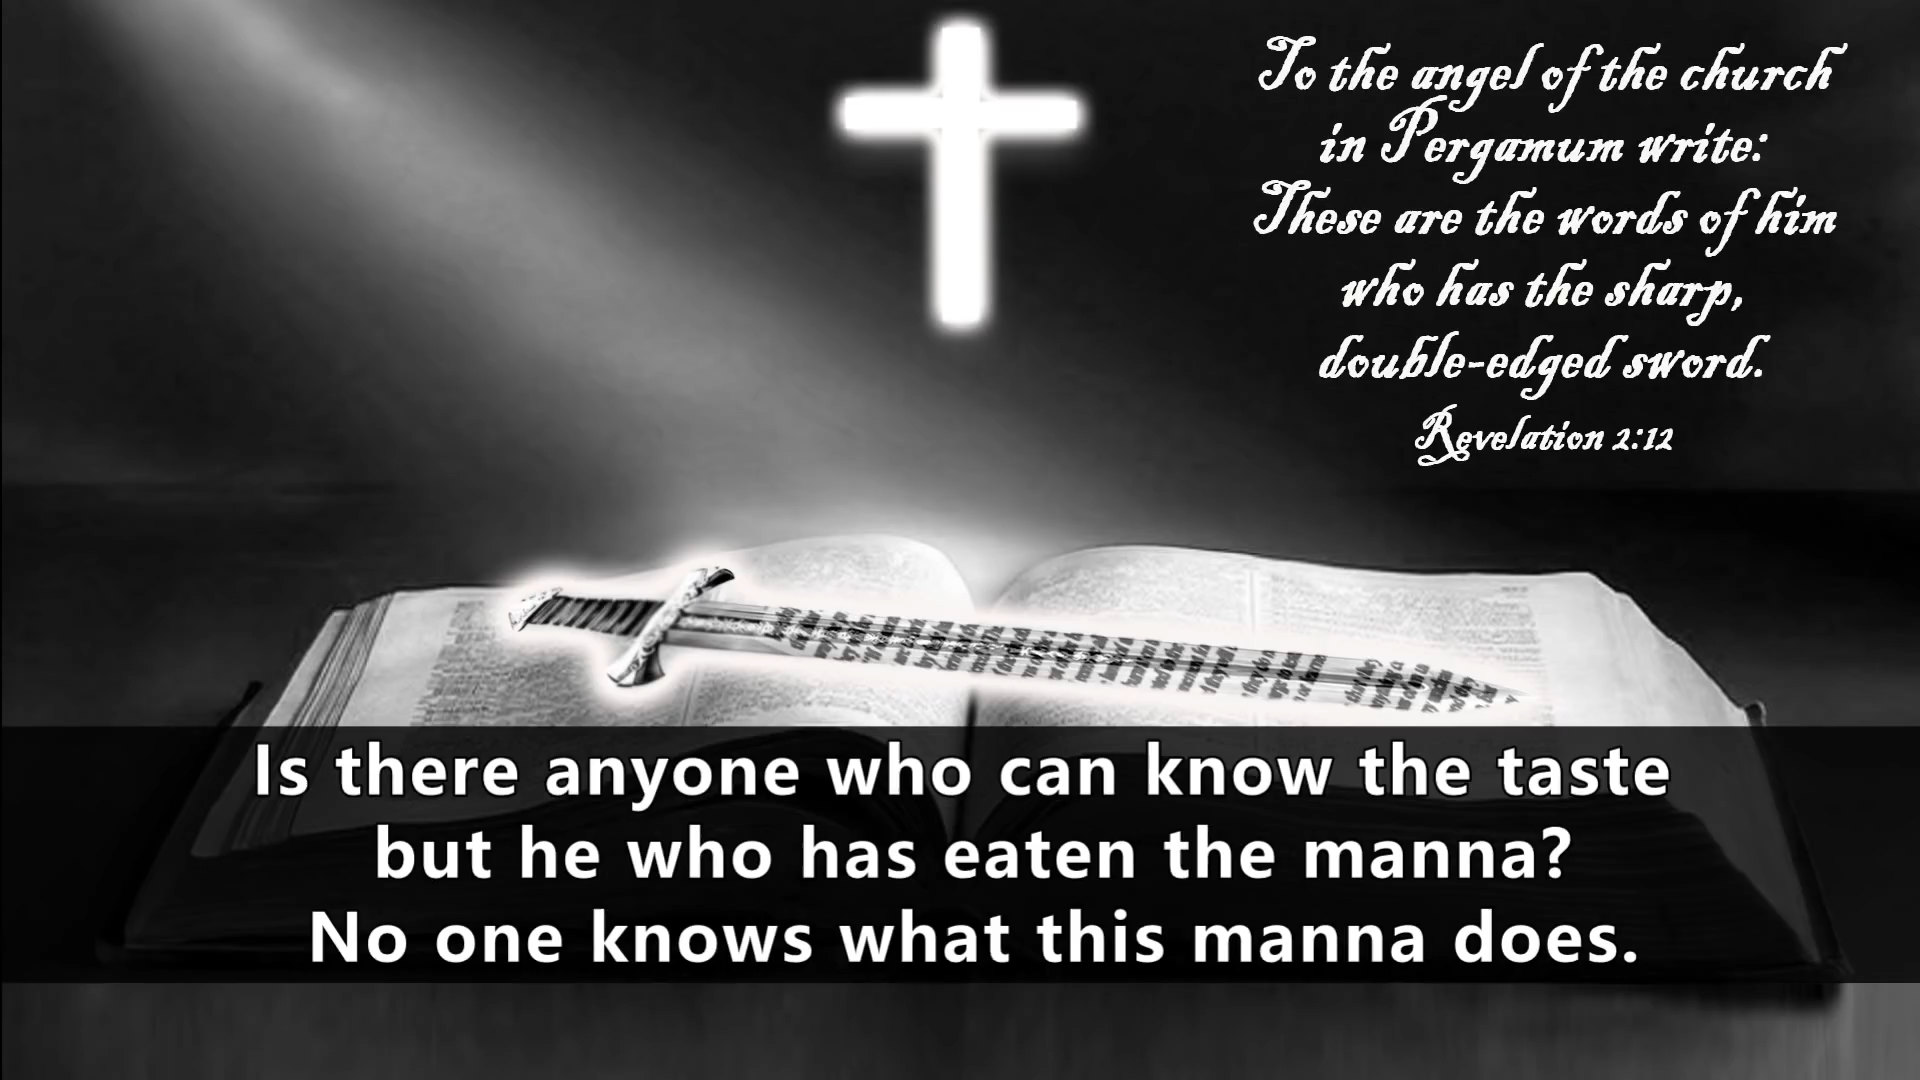 To the angel of the church
in Pergamum write:
These are the words of him
who has the sharp,
double-edged sword.
Revelation 2:12
Is there anyone who can know the taste
but he who has eaten the manna?
No one knows what this manna does.